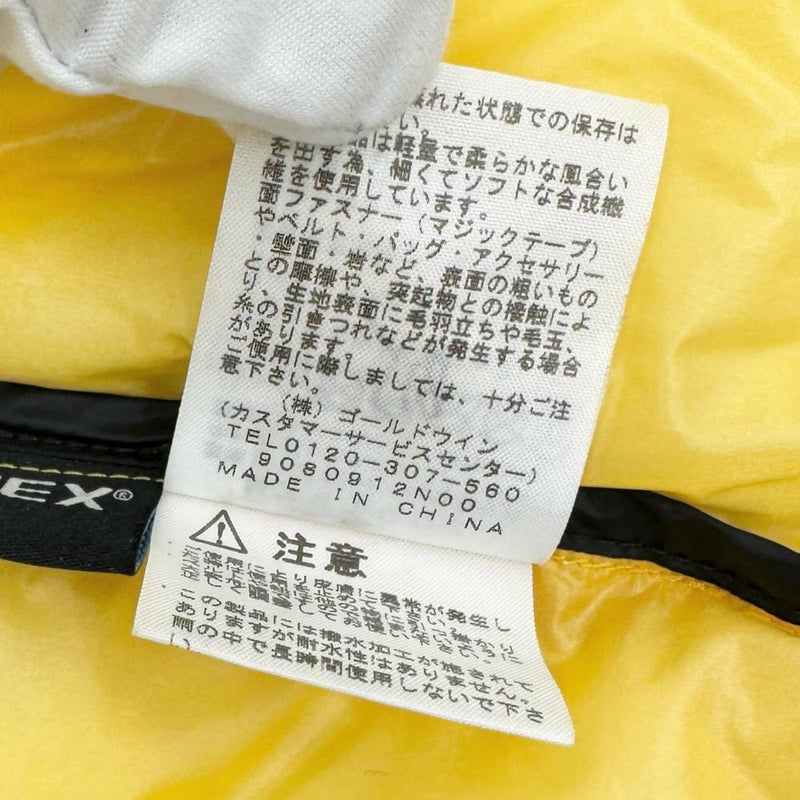 れた状態での保存は
い。
は軽量で柔らかな風合い
を出す為、細くてソフトな合成繊
維を使用しています。
面ファスナー（マジックテープ）
やベルト・バッグ・アクセサリー
・壁面・岩など、表面の粗いもの
との摩擦や、突起物との接触によ
り、生地表面に毛羽立ちや毛玉、
糸の引きつれなどが発生する場合
があります。
ご使用に際しましては、十分ご注
意下さい。
（株）ゴールドウイン
（カスタマーサービスセンター）
TEL0120-307-560
9080912N00
MADE IN CHINA
EX®
⚠注意
異常が発生し
この製品には撥水加工が施されて
ありますが耐水性はありません。
雨の中で長時間使用しないで下さ
い